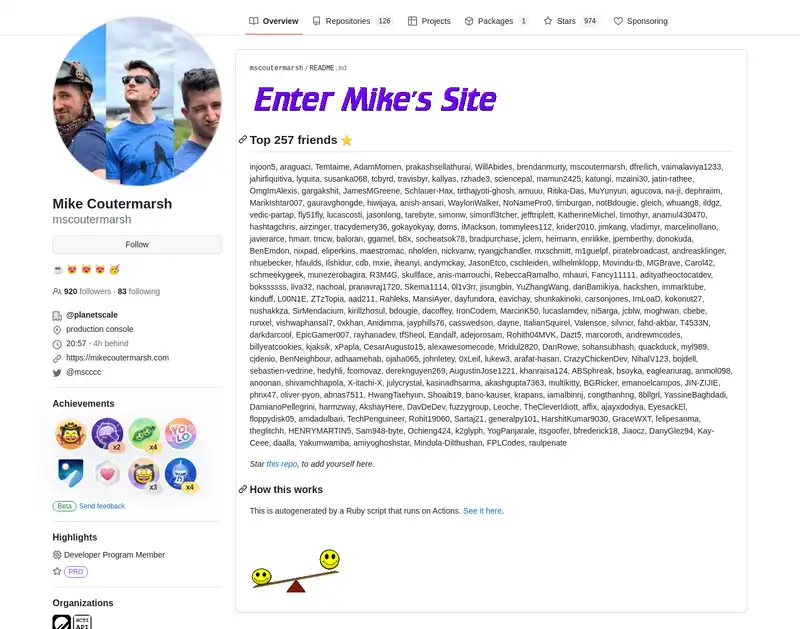 Overview
Repositories 126
Projects
Packages 1
Stars 974
Sponsoring
Mike Coutermarsh
mscoutermarsh
Follow
920 followers · 83 following
@planetscale
production console
20:57 - 4h behind
https://mikecoutermarsh.com
@mscccc
Achievements
x2
x4
YOLO
x3
x4
Beta Send feedback
Highlights
Developer Program Member
PRO
Organizations
HCTI
API
mscoutermarsh/README.md
Enter Mike's Site
Top 257 friends
injoon5, araguaci, Temtaime, AdamMomen, prakashsellathurai, WillAbides, brendanmurty, mscoutermarsh, dfreilich, vaimalaviya1233,
jahirfiquitiva, lyquita, susanka068, tcbyrd, travisbyr, kallyas, rzhade3, sciencepal, mamun2425, katungi, mzaini30, jatin-rathee,
OmgImAlexis, gargakshit, JamesMGreene, Schlauer-Hax, tirthajyoti-ghosh, amuuu, Ritika-Das, MuYunyun, agucova, na-ji, dephraiim,
MarikIshtar007, gauravghongde, hiwijaya, anish-ansari, WaylonWalker, NoNamePro0, timburgan, notBdougie, gleich, whuang8, ildgz,
vedic-partap, fly51fly, lucascosti, jasonlong, tarebyte, simonw, simonfl3tcher, jefftriplett, KatherineMichel, timothyr, anamul430470,
hashtagchris, airzinger, tracydemery36, gokayokyay, doms, iMackson, tommylees112, krider2010, jimkang, vladimyr, marcelinollano,
javierarce, hmarr, tmcw, baloran, ggamel, b8x, socheatsok78, bradpurchase, jclem, heimann, enriikke, jpemberthy, donokuda,
BenEmdon, nixpad, eliperkins, maestromac, nholden, nickvanw, ryangjchandler, mxschmitt, m1guelpf, piratebroadcast, andreasklinger,
nhuebecker, hfaulds, Ilshidur, cdb, mxie, iheanyi, andymckay, JasonEtco, cschleiden, wilhelmklopp, Movindu-tb, MGBrave, Carol42,
schmeekygeek, munezerobagira, R3M4G, skullface, anis-marrouchi, RebeccaRamalho, mhauri, Fancy11111, adityatheoctocatdev,
bokssssss, liva32, nachoal, pranavraj1720, Skema1114, 0l1v3rr, jisungbin, YuZhangWang, danBamikiya, hackshen, immartktube,
kinduff, L00N1E, ZTzTopia, aad211, Rahleks, MansiAyer, dayfundora, eavichay, shunkakinoki, carsonjones, ImLoaD, kokonut27,
nushakkza, SirMendacium, kirillzhosul, bdougie, dacoffey, IronCodem, MarcinK50, lucaslamdev, ni5arga, jcblw, moghwan, cbebe,
runxel, vishwaphansal7, 0xkhan, Anidimma, jayphills76, casswedson, dayne, ItalianSquirel, Valensce, silvncr, fahd-akbar, T4533N,
darkdarcool, EpicGamer007, rayhanadev, tfSheol, Eandalf, adoprorosam, Rohith04MVK, Dazt5, marcoroth, andrewmcodes,
billyeatcookies, kjaksik, xPapla, CesarAugusto15, alexawesomecode, Mridul2820, DanRowe, sohansubhash, quackduck, myl989,
cjdenio, BenNeighbour, adhaamehab, ojaha065, johnletey, 0xLeif, lukew3, arafat-hasan, CrazyChickenDev, NihalV123, bojdell,
sebastien-vedrine, hedyhli, fcomovaz, dereknguyen269, AugustinJose1221, khanraisa124, ABSphreak, bsoyka, eagleanurag, anmol098,
anoonan, shivamchhapola, X-itachi-X, julycrystal, kasinadhsarma, akashgupta7363, multikitty, BGRicker, emanoelcampos, JIN-ZIJIE,
phnx47, oliver-pyon, abnas7511, HwangTaehyun, Shoaib19, bano-kauser, krapans, iamalbinnj, congthanhng, 8bllgrl, YassineBaghdadi,
DamianoPellegrini, harmzway, AkshayHere, DavDeDev, fuzzygroup, Leoche, TheCleverIdiott, affix, ajayxdodiya, EyesackEl,
floppydisk05, amdadulbari, TechPenguineer, Rohit19060, Sartaj21, generalpy101, HarshitKumar9030, GraceWXT, felipesanma,
theglitchh, HENRYMARTIN5, Sam948-byte, Ochieng424, k2glyph, YogPanjarale, itsgoofer, bfrederick18, Jiaocz, DanyGlez94, Kay-
Ceee, daalla, Yakumwamba, amiyoghoshstar, Mindula-Dilthushan, FPLCodes, raulpenate
Star this repo, to add yourself here.
How this works
This is autogenerated by a Ruby script that runs on Actions. See it here.